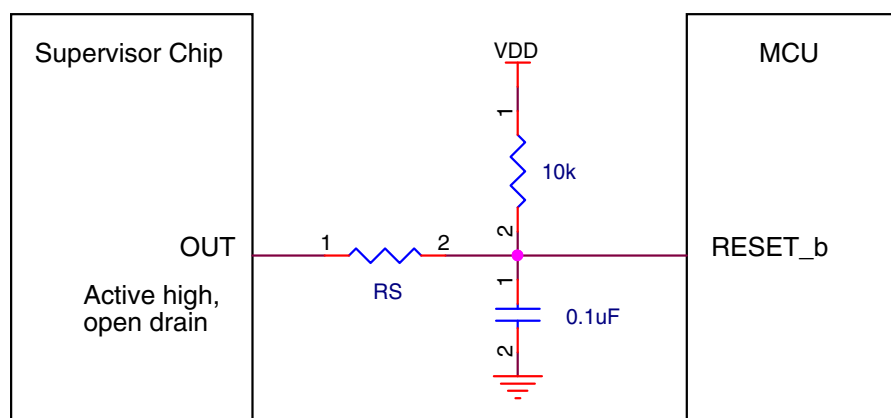 Supervisor Chip
VDD
MCU
1
10k
2
OUT
1
2
RESET_b
RS
1
Active high,
open drain
0.1uF
2